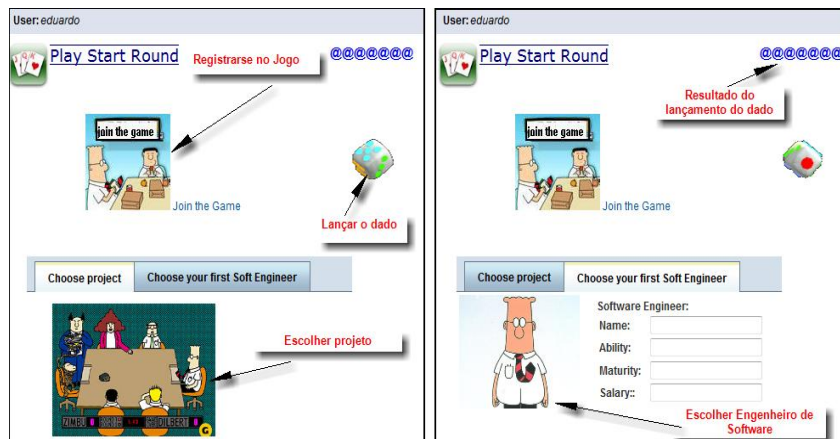 User: eduardo
Play Start Round
Registrarse no Jogo
@@@@@@@
join the game
Join the Game
Lançar o dado
Choose project
Choose your first Soft Engineer
Escolher projeto
ZIMBU
DILBERT
G
User: eduardo
Play Start Round
@@@@@@@
Resultado do
lançamento do dado
join the game
Join the Game
Choose project
Choose your first Soft Engineer
Software Engineer:
Name:
Ability:
Maturity:
Salary::
Escolher Engenheiro de
Software